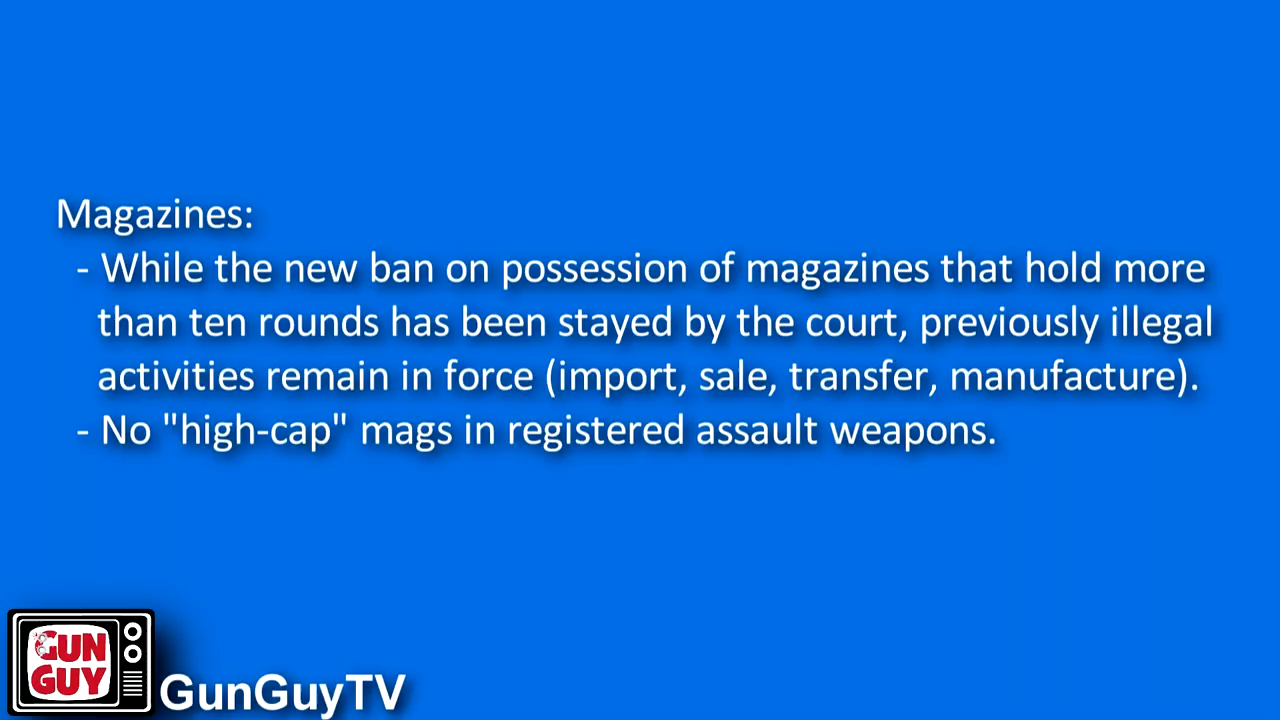 Magazines:
- While the new ban on possession of magazines that hold more
than ten rounds has been stayed by the court, previously illegal
activities remain in force (import, sale, transfer, manufacture).
- No "high-cap" mags in registered assault weapons.
GUN
GUY
GunGuyTV